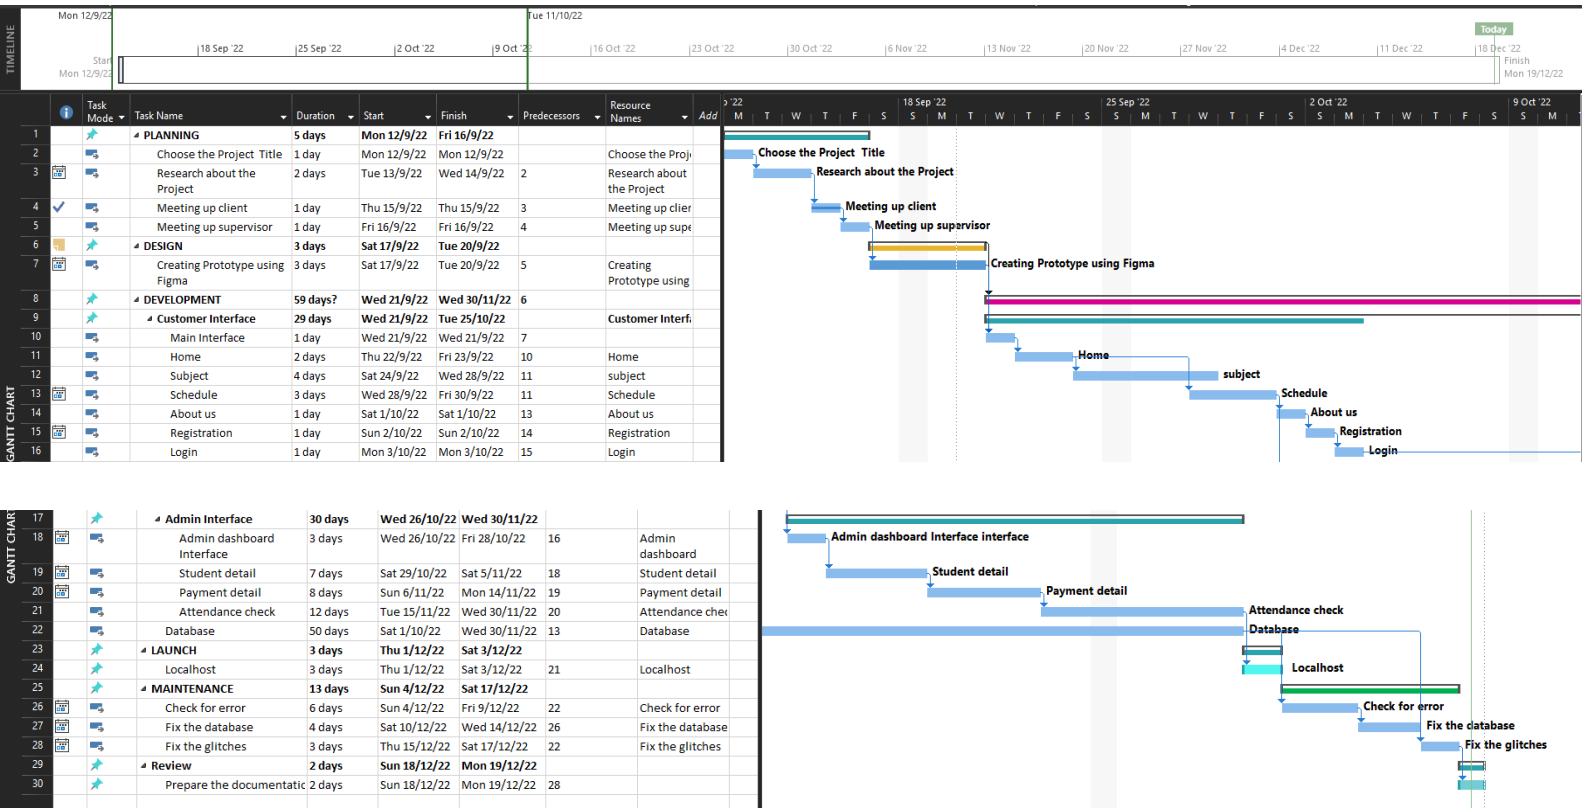 Mon 12/9/22 Tue 11/10/22
Today
18 Sep '22 25 Sep '22 2 Oct '22 9 Oct '22 16 Oct '22 23 Oct '22 30 Oct '22 6 Nov '22 13 Nov '22 20 Nov '22 27 Nov '22 4 Dec '22 11 Dec '22 18 Dec '22
TIMELINE
Start
Mon 12/9/22
Finish
Mon 19/12/22
Task Mode Task Name Duration Start Finish Predecessors Resource Names Add
'22 18 Sep '22 25 Sep '22 2 Oct '22 9 Oct '22
M T W T F S S M T W T F S S M T W T F S S M T W T F S S M
1 PLANNING 5 days Mon 12/9/22 Fri 16/9/22
2 Choose the Project Title 1 day Mon 12/9/22 Mon 12/9/22 Choose the Proj Choose the Project Title
3 Research about the Project 2 days Tue 13/9/22 Wed 14/9/22 2 Research about the Project Research about the Project
4 Meeting up client 1 day Thu 15/9/22 Thu 15/9/22 3 Meeting up clier Meeting up client
5 Meeting up supervisor 1 day Fri 16/9/22 Fri 16/9/22 4 Meeting up supe Meeting up supervisor
6 DESIGN 3 days Sat 17/9/22 Tue 20/9/22
7 Creating Prototype using Figma 3 days Sat 17/9/22 Tue 20/9/22 5 Creating Prototype using Creating Prototype using Figma
8 DEVELOPMENT 59 days? Wed 21/9/22 Wed 30/11/22 6
9 Customer Interface 29 days Wed 21/9/22 Tue 25/10/22 Customer Interf
10 Main Interface 1 day Wed 21/9/22 Wed 21/9/22 7
11 Home 2 days Thu 22/9/22 Fri 23/9/22 10 Home Home
12 Subject 4 days Sat 24/9/22 Wed 28/9/22 11 subject subject
13 Schedule 3 days Wed 28/9/22 Fri 30/9/22 11 Schedule Schedule
14 About us 1 day Sat 1/10/22 Sat 1/10/22 13 About us About us
15 Registration 1 day Sun 2/10/22 Sun 2/10/22 14 Registration Registration
16 Login 1 day Mon 3/10/22 Mon 3/10/22 15 Login Login
GANTT CHART
17 Admin Interface 30 days Wed 26/10/22 Wed 30/11/22
18 Admin dashboard Interface 3 days Wed 26/10/22 Fri 28/10/22 16 Admin dashboard Admin dashboard Interface interface
19 Student detail 7 days Sat 29/10/22 Sat 5/11/22 18 Student detail Student detail
20 Payment detail 8 days Sun 6/11/22 Mon 14/11/22 19 Payment detail Payment detail
21 Attendance check 12 days Tue 15/11/22 Wed 30/11/22 20 Attendance chec Attendance check
22 Database 50 days Sat 1/10/22 Wed 30/11/22 13 Database Database
23 LAUNCH 3 days Thu 1/12/22 Sat 3/12/22
24 Localhost 3 days Thu 1/12/22 Sat 3/12/22 21 Localhost Localhost
25 MAINTENANCE 13 days Sun 4/12/22 Sat 17/12/22
26 Check for error 6 days Sun 4/12/22 Fri 9/12/22 22 Check for error Check for error
27 Fix the database 4 days Sat 10/12/22 Wed 14/12/22 26 Fix the database Fix the database
28 Fix the glitches 3 days Thu 15/12/22 Sat 17/12/22 22 Fix the glitches Fix the glitches
29 Review 2 days Sun 18/12/22 Mon 19/12/22
30 Prepare the documentatic 2 days Sun 18/12/22 Mon 19/12/22 28
GANTT CHART